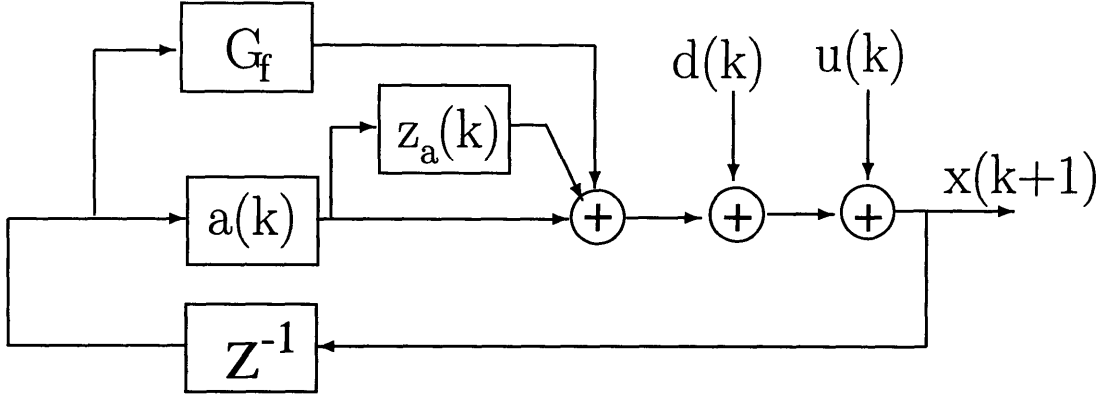 G_f
d(k)
u(k)
z_a(k)
x(k+1)
a(k)
+
+
+
Z^-1